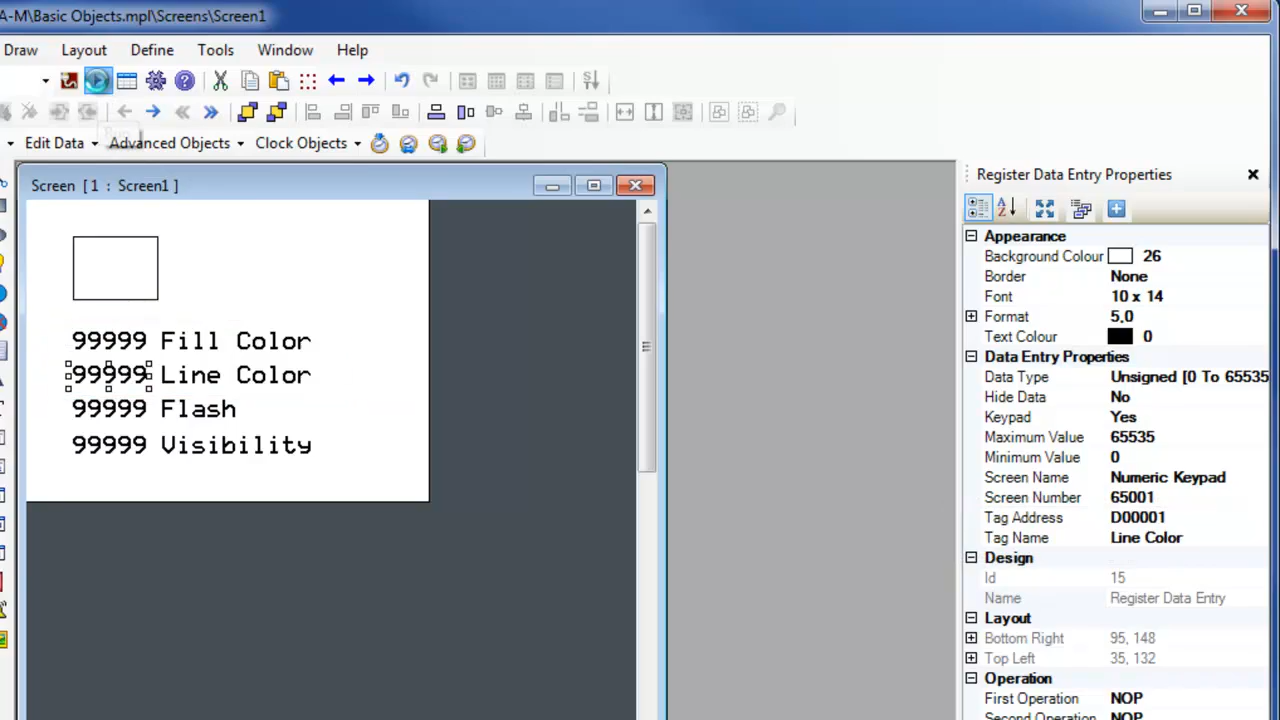 A-M\Basic Objects.mpl\Screens\Screen1
Draw Layout Define Tools Window Help
Edit Data Advanced Objects Clock Objects
Screen [ 1 : Screen1 ]
99999 Fill Color
99999 Line Color
99999 Flash
99999 Visibility
Register Data Entry Properties
Appearance
Background Colour 26
Border None
Font 10 x 14
Format 5,0
Text Colour 0
Data Entry Properties
Data Type Unsigned [0 To 65535
Hide Data No
Keypad Yes
Maximum Value 65535
Minimum Value 0
Screen Name Numeric Keypad
Screen Number 65001
Tag Address D00001
Tag Name Line Color
Design
Id 15
Name Register Data Entry
Layout
Bottom Right 95, 148
Top Left 35, 132
Operation
First Operation NOP
Second Operation NOP